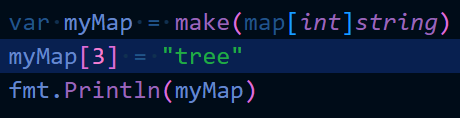 var myMap = make(map[int]string)
myMap[3] = "tree"
fmt.Println(myMap)